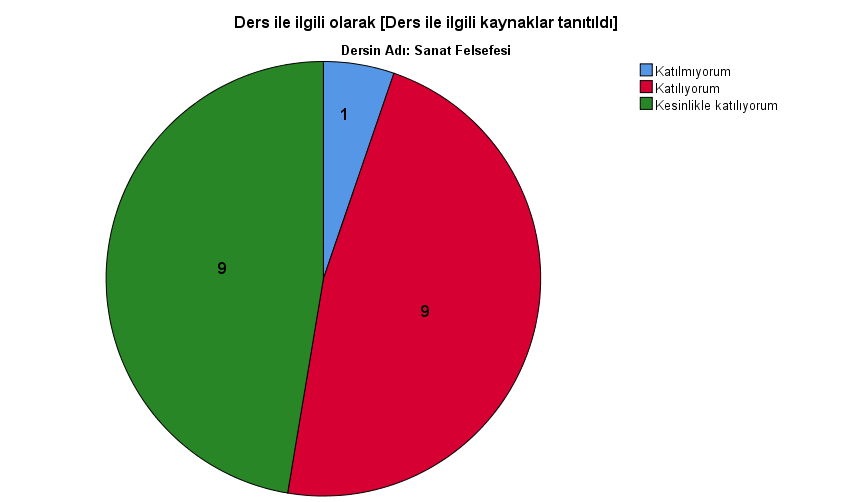 Ders ile ilgili olarak [Ders ile ilgili kaynaklar tanıtıldı]
Dersin Adı: Sanat Felsefesi
Katılmıyorum
Katılıyorum
Kesinlikle katılıyorum
1
9
9